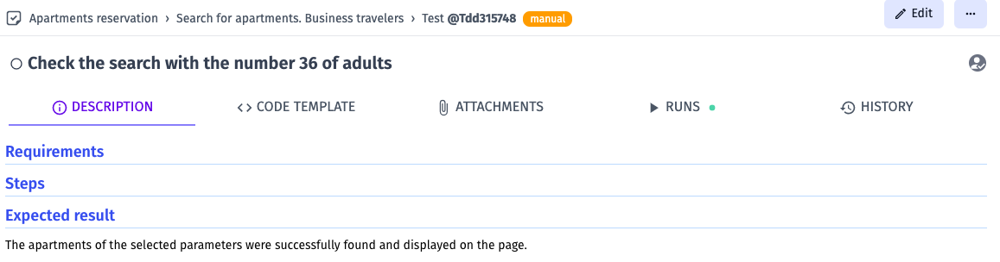 Apartments reservation › Search for apartments. Business travelers › Test @Tdd315748 manual Edit ...
Check the search with the number 36 of adults
DESCRIPTION <> CODE TEMPLATE ATTACHMENTS RUNS HISTORY
Requirements
Steps
Expected result
The apartments of the selected parameters were successfully found and displayed on the page.